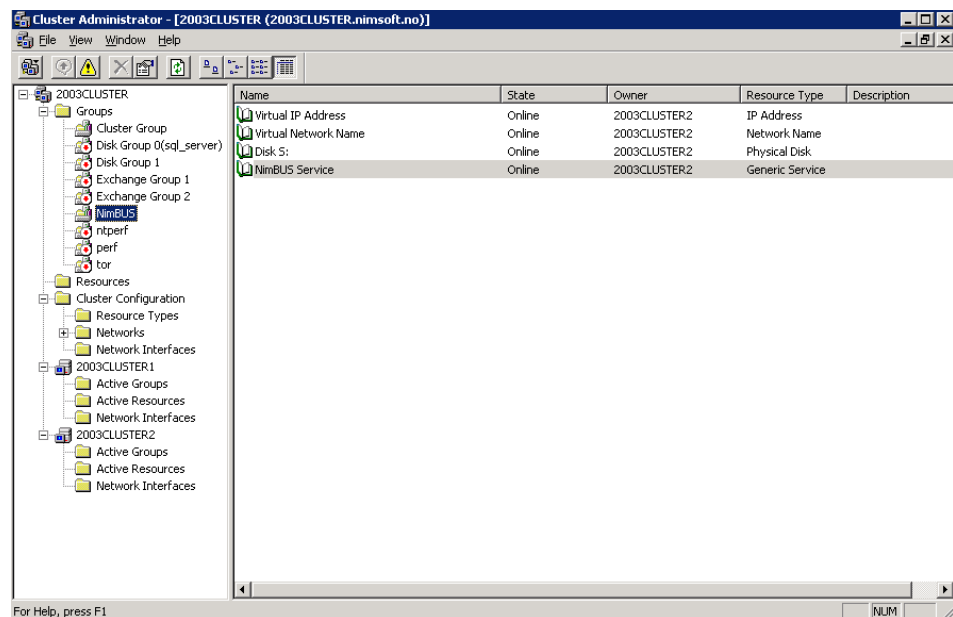 Cluster Administrator - [2003CLUSTER (2003CLUSTER.nimsoft.no)]
File View Window Help
2003CLUSTER
Groups
Cluster Group
Disk Group 0(sql_server)
Disk Group 1
Exchange Group 1
Exchange Group 2
NimBUS
ntperf
perf
tor
Resources
Cluster Configuration
Resource Types
Networks
Network Interfaces
2003CLUSTER1
Active Groups
Active Resources
Network Interfaces
2003CLUSTER2
Active Groups
Active Resources
Network Interfaces
Name State Owner Resource Type Description
Virtual IP Address Online 2003CLUSTER2 IP Address
Virtual Network Name Online 2003CLUSTER2 Network Name
Disk S: Online 2003CLUSTER2 Physical Disk
NimBUS Service Online 2003CLUSTER2 Generic Service
For Help, press F1 NUM